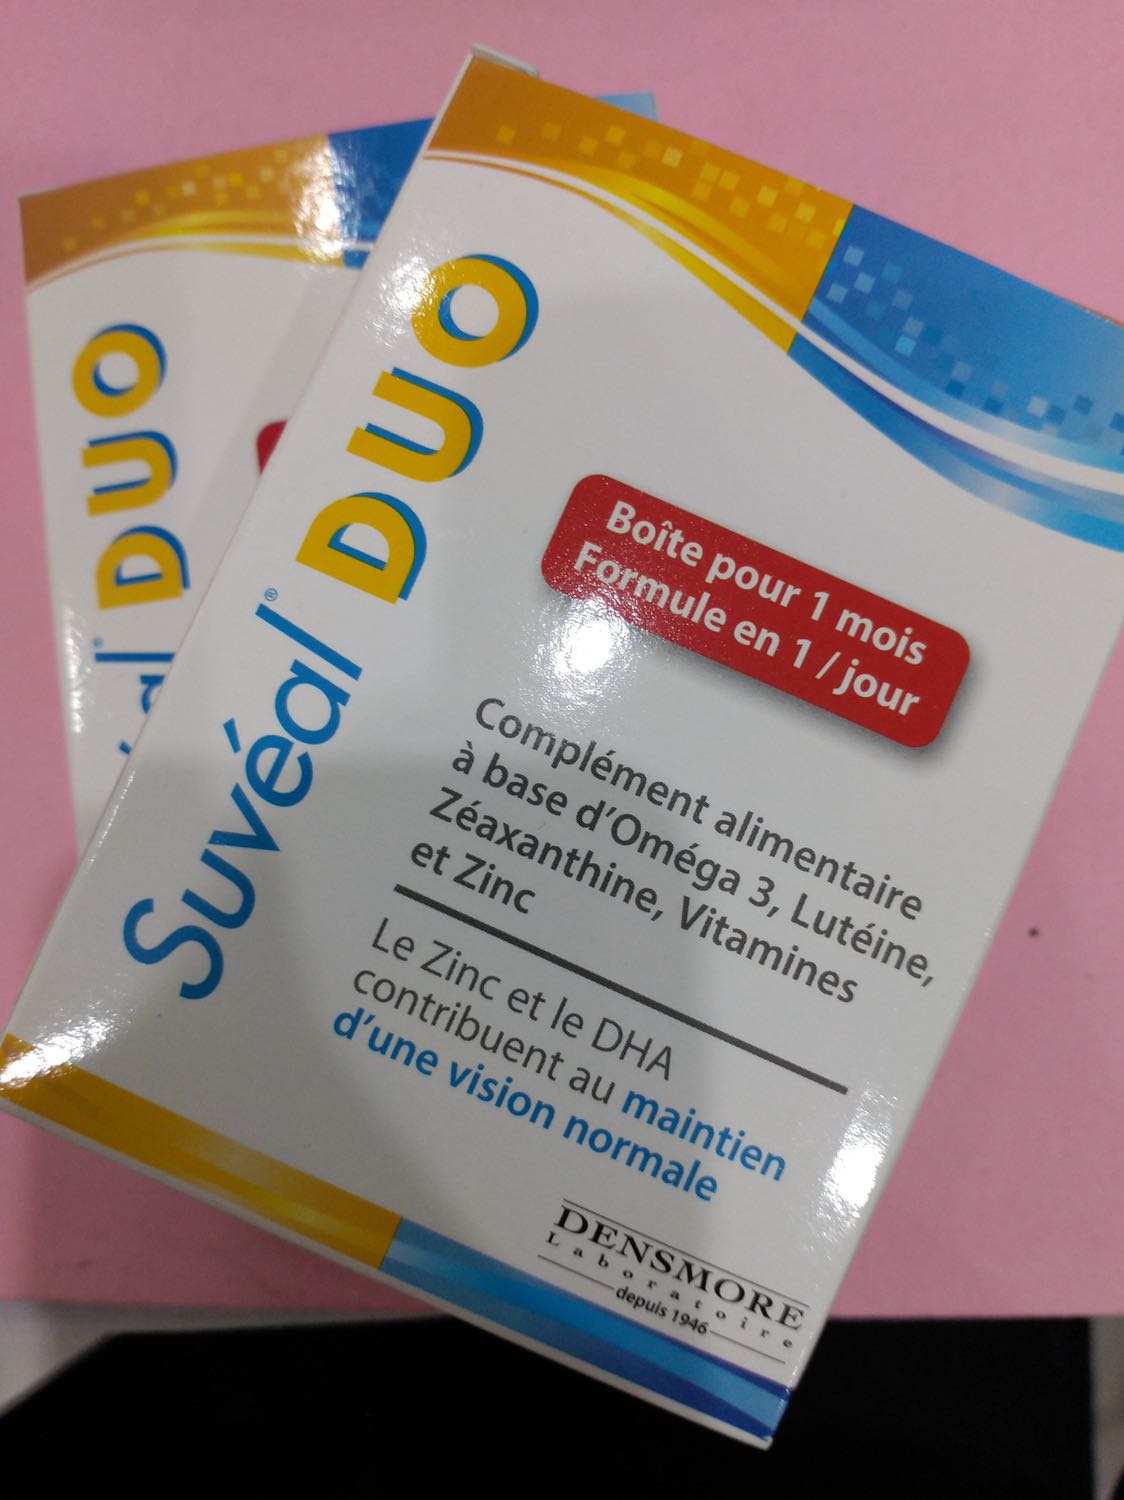 Suvéal® DUO
Boîte pour 1 mois
Formule en 1 / jour
Complément alimentaire
à base d'Oméga 3, Lutéine,
Zéaxanthine, Vitamines
et Zinc
Le Zinc et le DHA
contribuent au maintien
d'une vision normale
DENSMORE
Laboratoire
depuis 1946
DUO